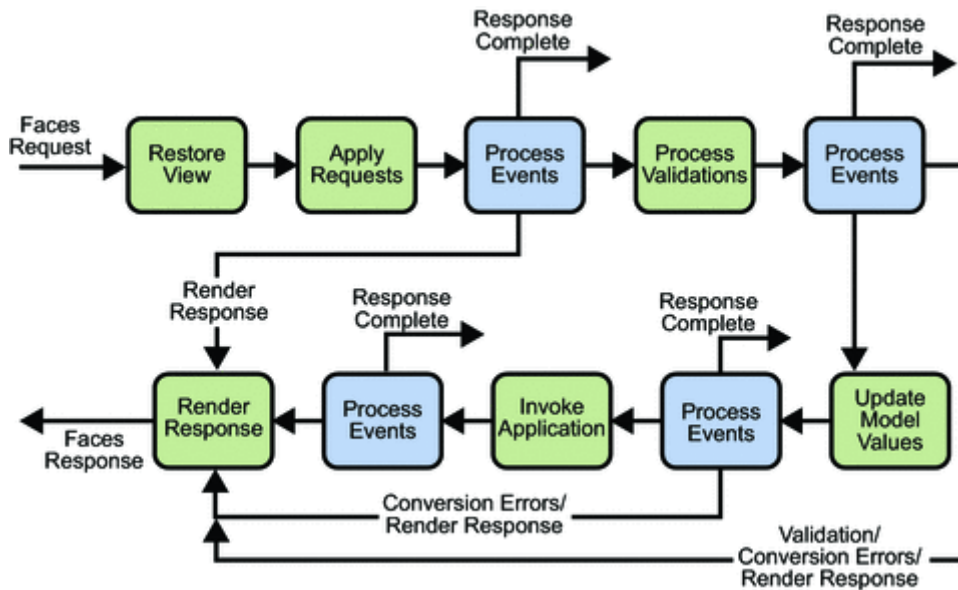 Response
Complete
Response
Complete
Faces
Request
Restore
View
Apply
Requests
Process
Events
Process
Validations
Process
Events
Render
Response
Response
Complete
Response
Complete
Render
Response
Process
Events
Invoke
Application
Process
Events
Update
Model
Values
Faces
Response
Conversion Errors/
Render Response
Validation/
Conversion Errors/
Render Response